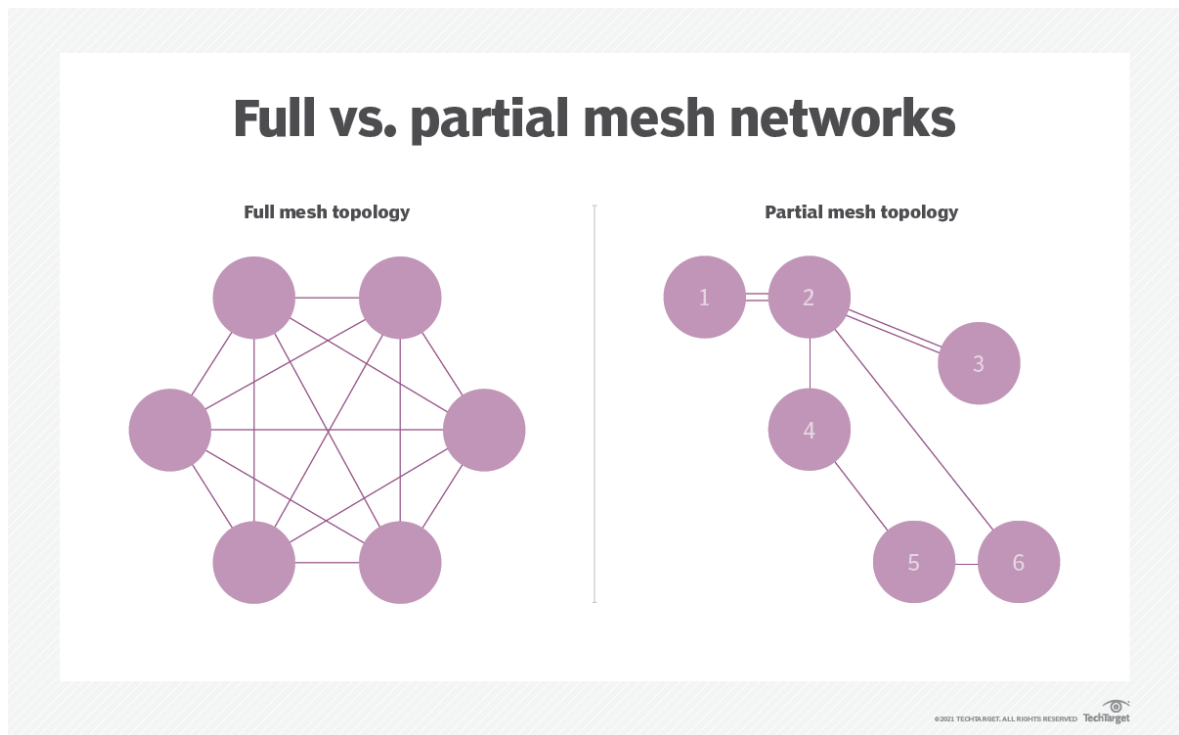 Full vs. partial mesh networks
Full mesh topology
Partial mesh topology
1
2
3
4
5
6
©2021 TECHTARGET. ALL RIGHTS RESERVED TechTarget